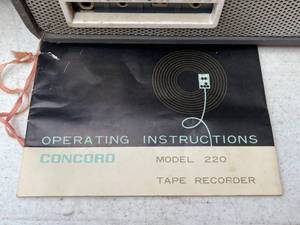 OPERATING INSTRUCTIONS
CONCORD MODEL 220
TAPE RECORDER